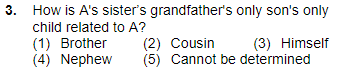 3. How is A's sister's grandfather's only son's only
child related to A?
(1) Brother (2) Cousin (3) Himself
(4) Nephew (5) Cannot be determined